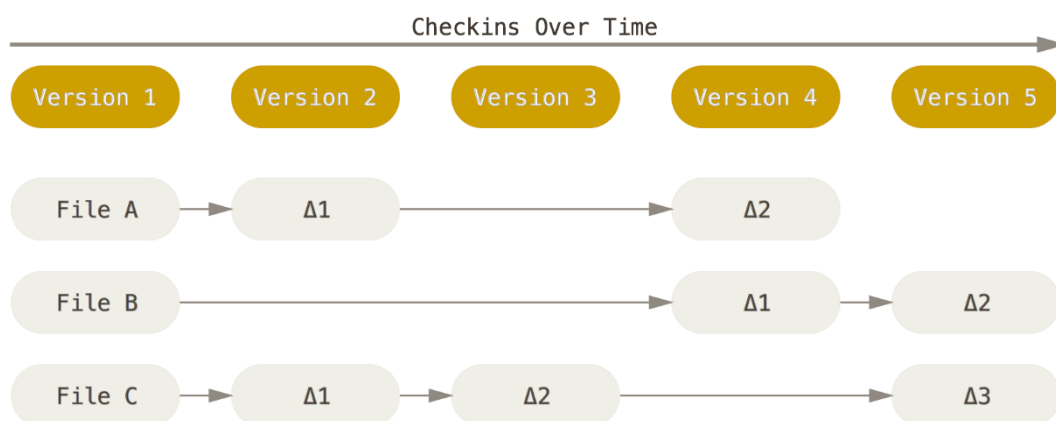 Checkins Over Time
Version 1 Version 2 Version 3 Version 4 Version 5
File A Δ1 Δ2
File B Δ1 Δ2
File C Δ1 Δ2 Δ3